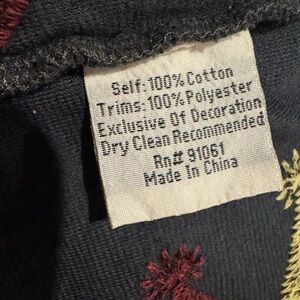 Self: 100% Cotton
Trims: 100% Polyester
Exclusive Of Decoration
Dry Clean Recommended
Rn# 91061
Made In China